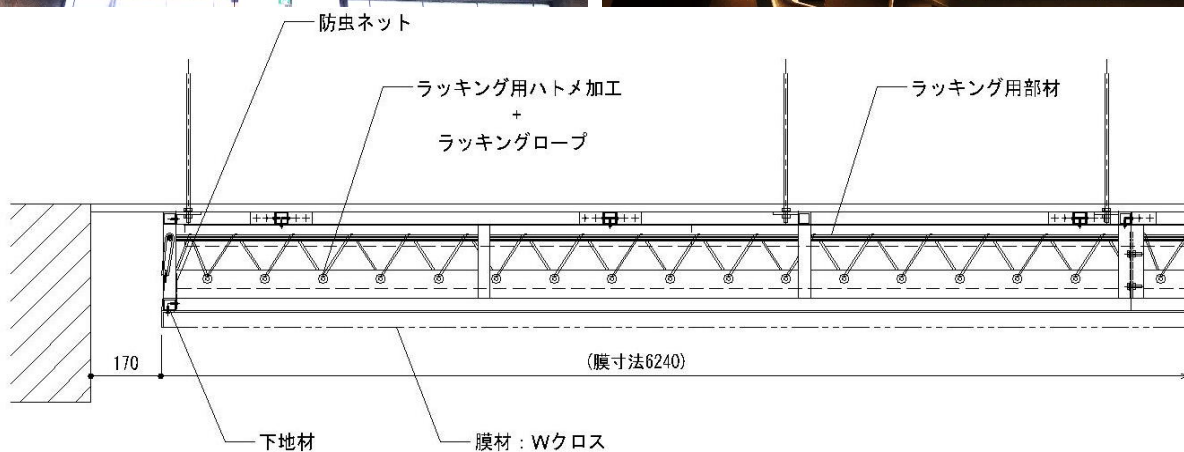 防虫ネット
ラッキング用ハトメ加工
+
ラッキングロープ
ラッキング用部材
170
(膜寸法6240)
下地材
膜材：Wクロス